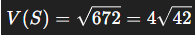 V(S) = √672 = 4√42